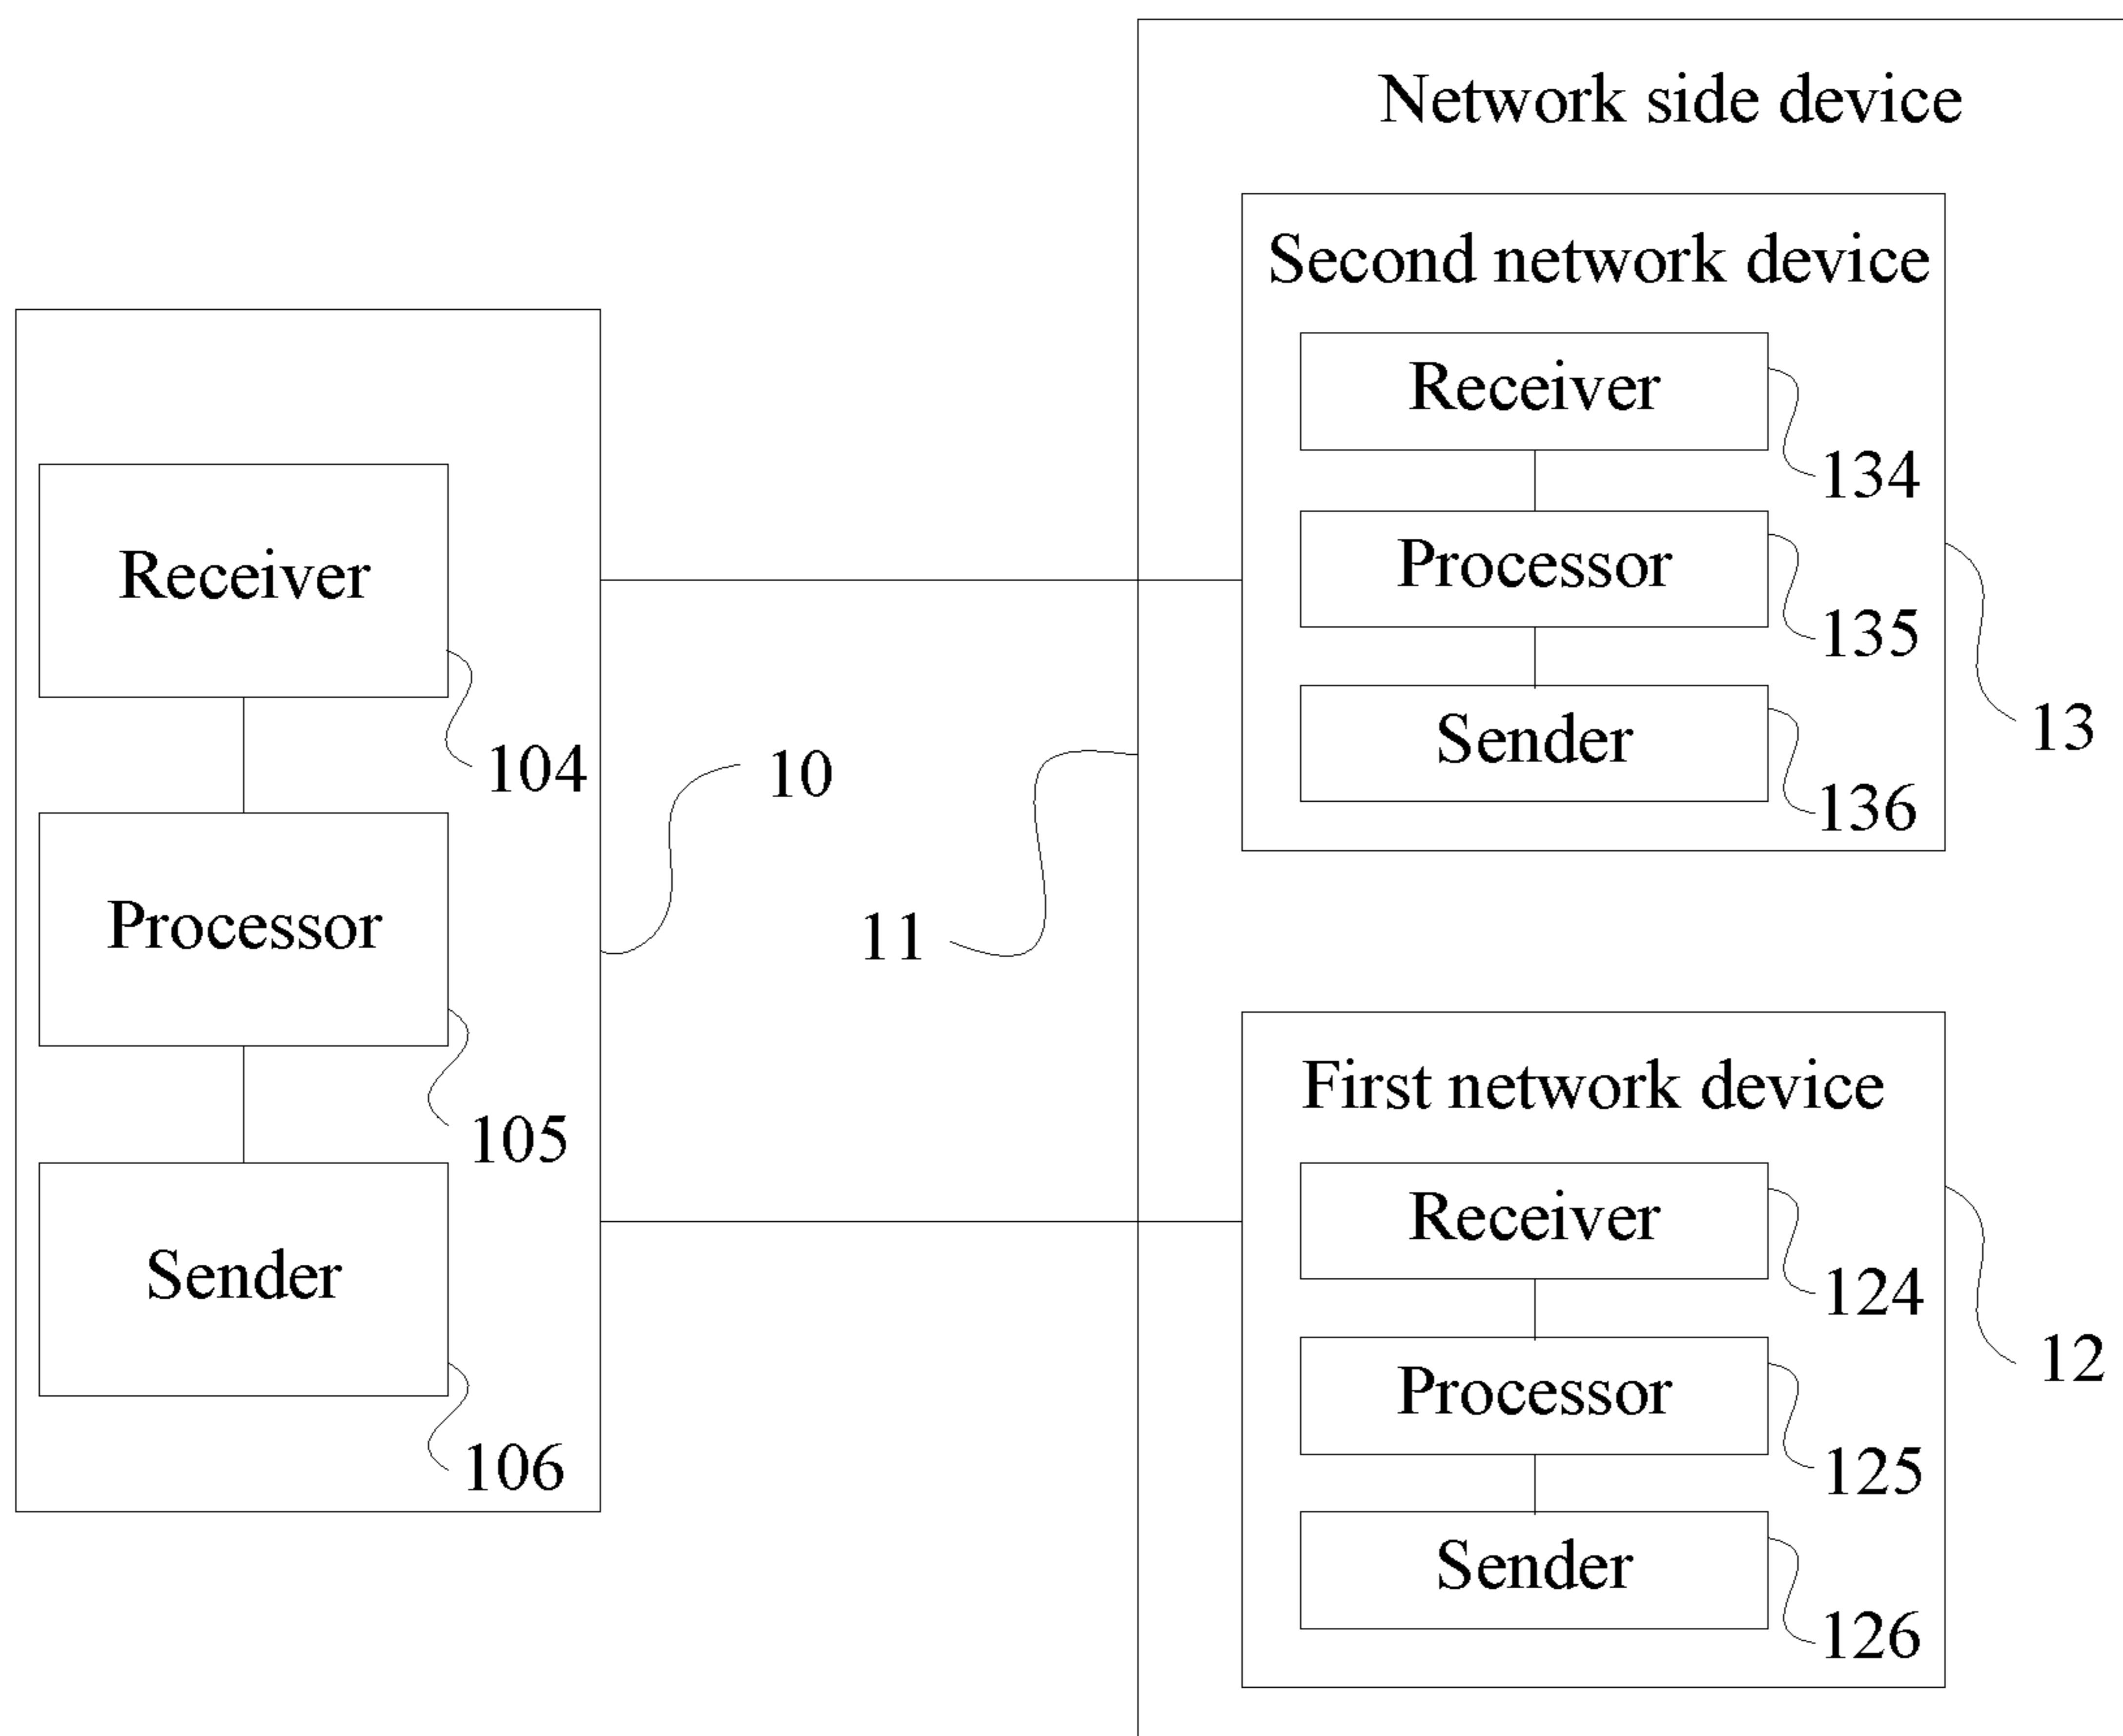 Network side device
Second network device
Receiver
134
Processor
135
Sender
136
13
Receiver
104
Processor
105
Sender
106
10
11
First network device
Receiver
124
Processor
125
Sender
126
12